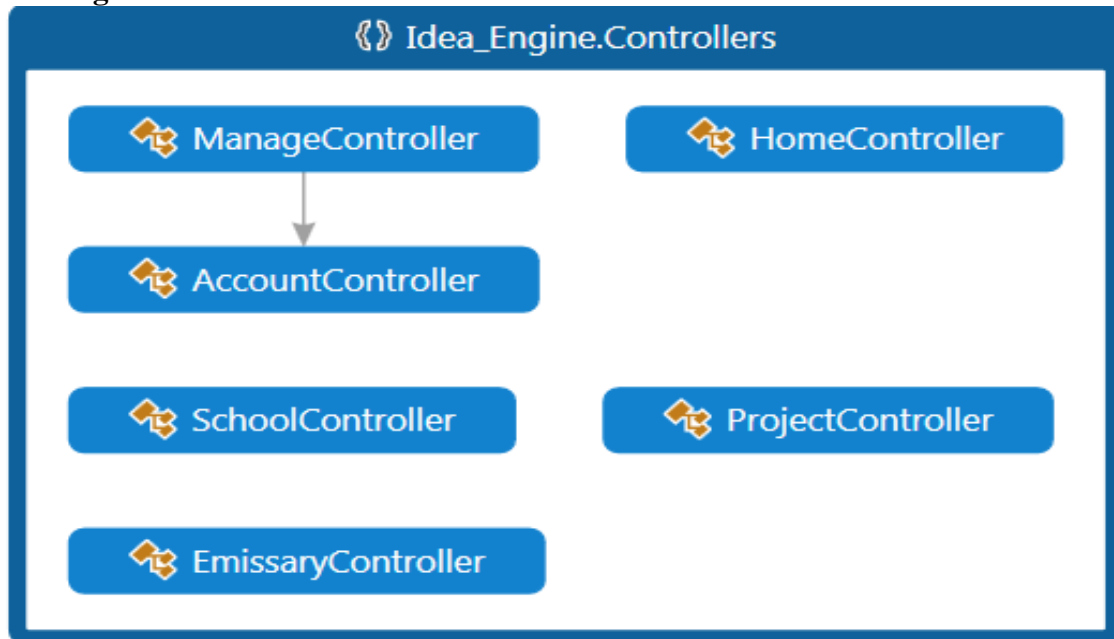 {} Idea_Engine.Controllers
ManageController
HomeController
AccountController
SchoolController
ProjectController
EmissaryController